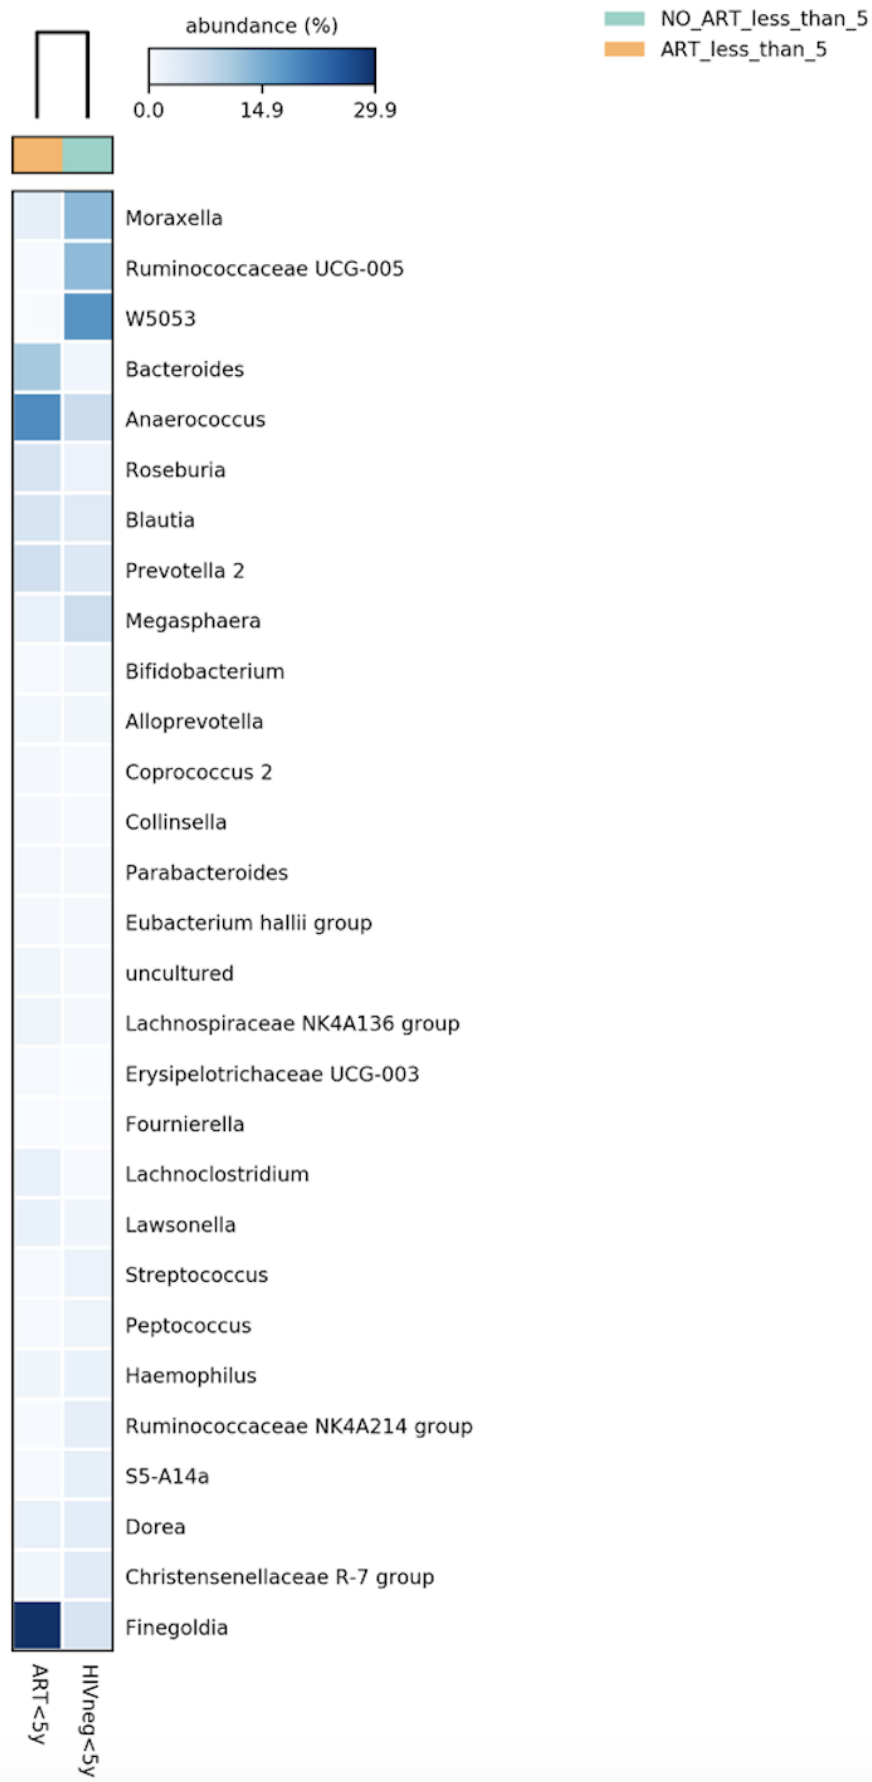 abundance (%)
0.0 14.9 29.9
NO_ART_less_than_5
ART_less_than_5
Moraxella
Ruminococcaceae UCG-005
W5053
Bacteroides
Anaerococcus
Roseburia
Blautia
Prevotella 2
Megasphaera
Bifidobacterium
Alloprevotella
Coprococcus 2
Collinsella
Parabacteroides
Eubacterium hallii group
uncultured
Lachnospiraceae NK4A136 group
Erysipelotrichaceae UCG-003
Fournierella
Lachnoclostridium
Lawsonella
Streptococcus
Peptococcus
Haemophilus
Ruminococcaceae NK4A214 group
S5-A14a
Dorea
Christensenellaceae R-7 group
Finegoldia
ART<5y
HIVneg<5y